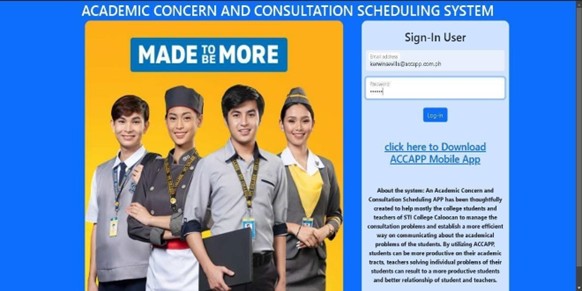 ACADEMIC CONCERN AND CONSULTATION SCHEDULING SYSTEM
MADE TO BE MORE
Sign-In User
Email address
@accapp.com.ph
Password
••••••
Log-in
click here to Download
ACCAPP Mobile App
About the system: An Academic Concern and
Consultation Scheduling APP has been thoughtfully
created to help mostly the college students and
teachers of STI College Caloocan to manage the
consultation problems and establish a more efficient
way on communicating about the academical
problems of the students. By utilizing ACCAPP,
students can be more productive on their academic
tracts, teachers solving individual problems of their
students can result to a more productive students
and better relationship of student and teachers.